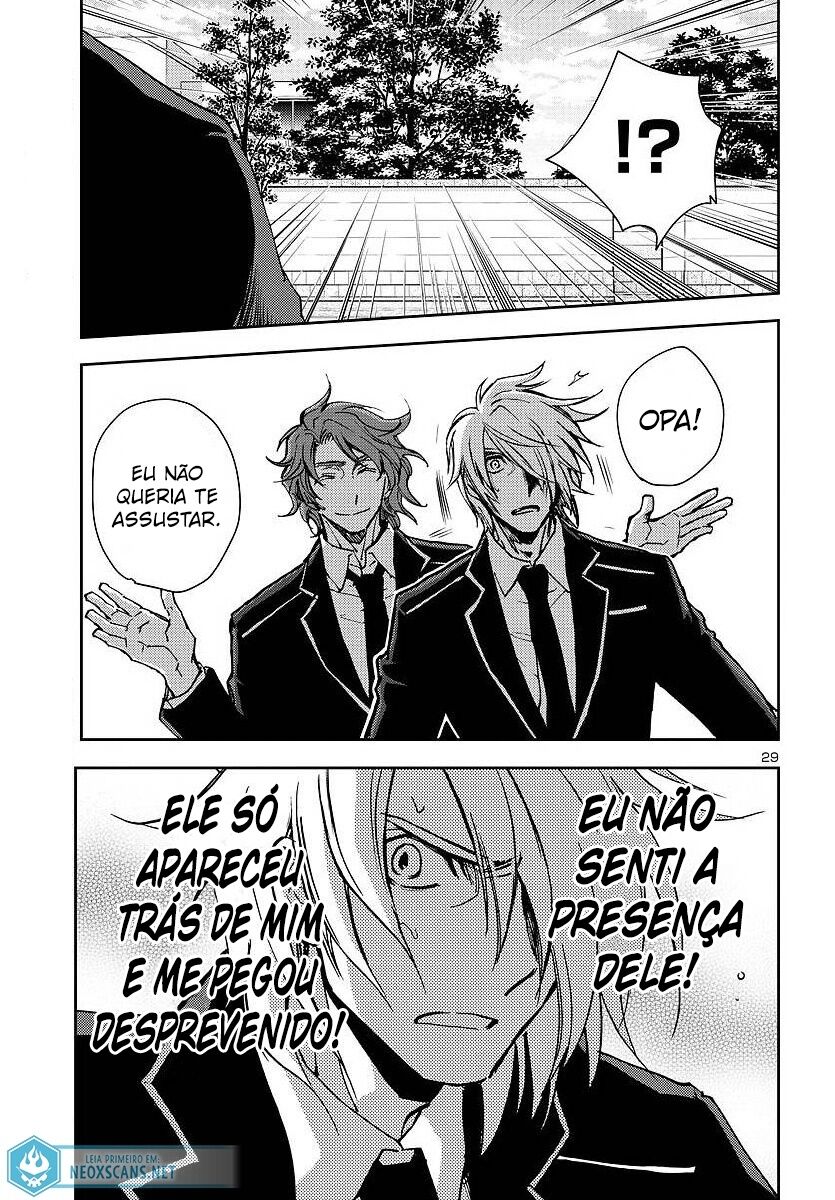 !?
OPA!
EU NÃO
QUERIA TE
ASSUSTAR.
29
EU NÃO
SENTI A
PRESENÇA
DELE!
ELE SÓ
APARECÉU
TRÁS DE MIM
E ME PEGOU
DESPREVENIDO!
LEIA PRIMEIRO EM:
NEOXSCANS.NET